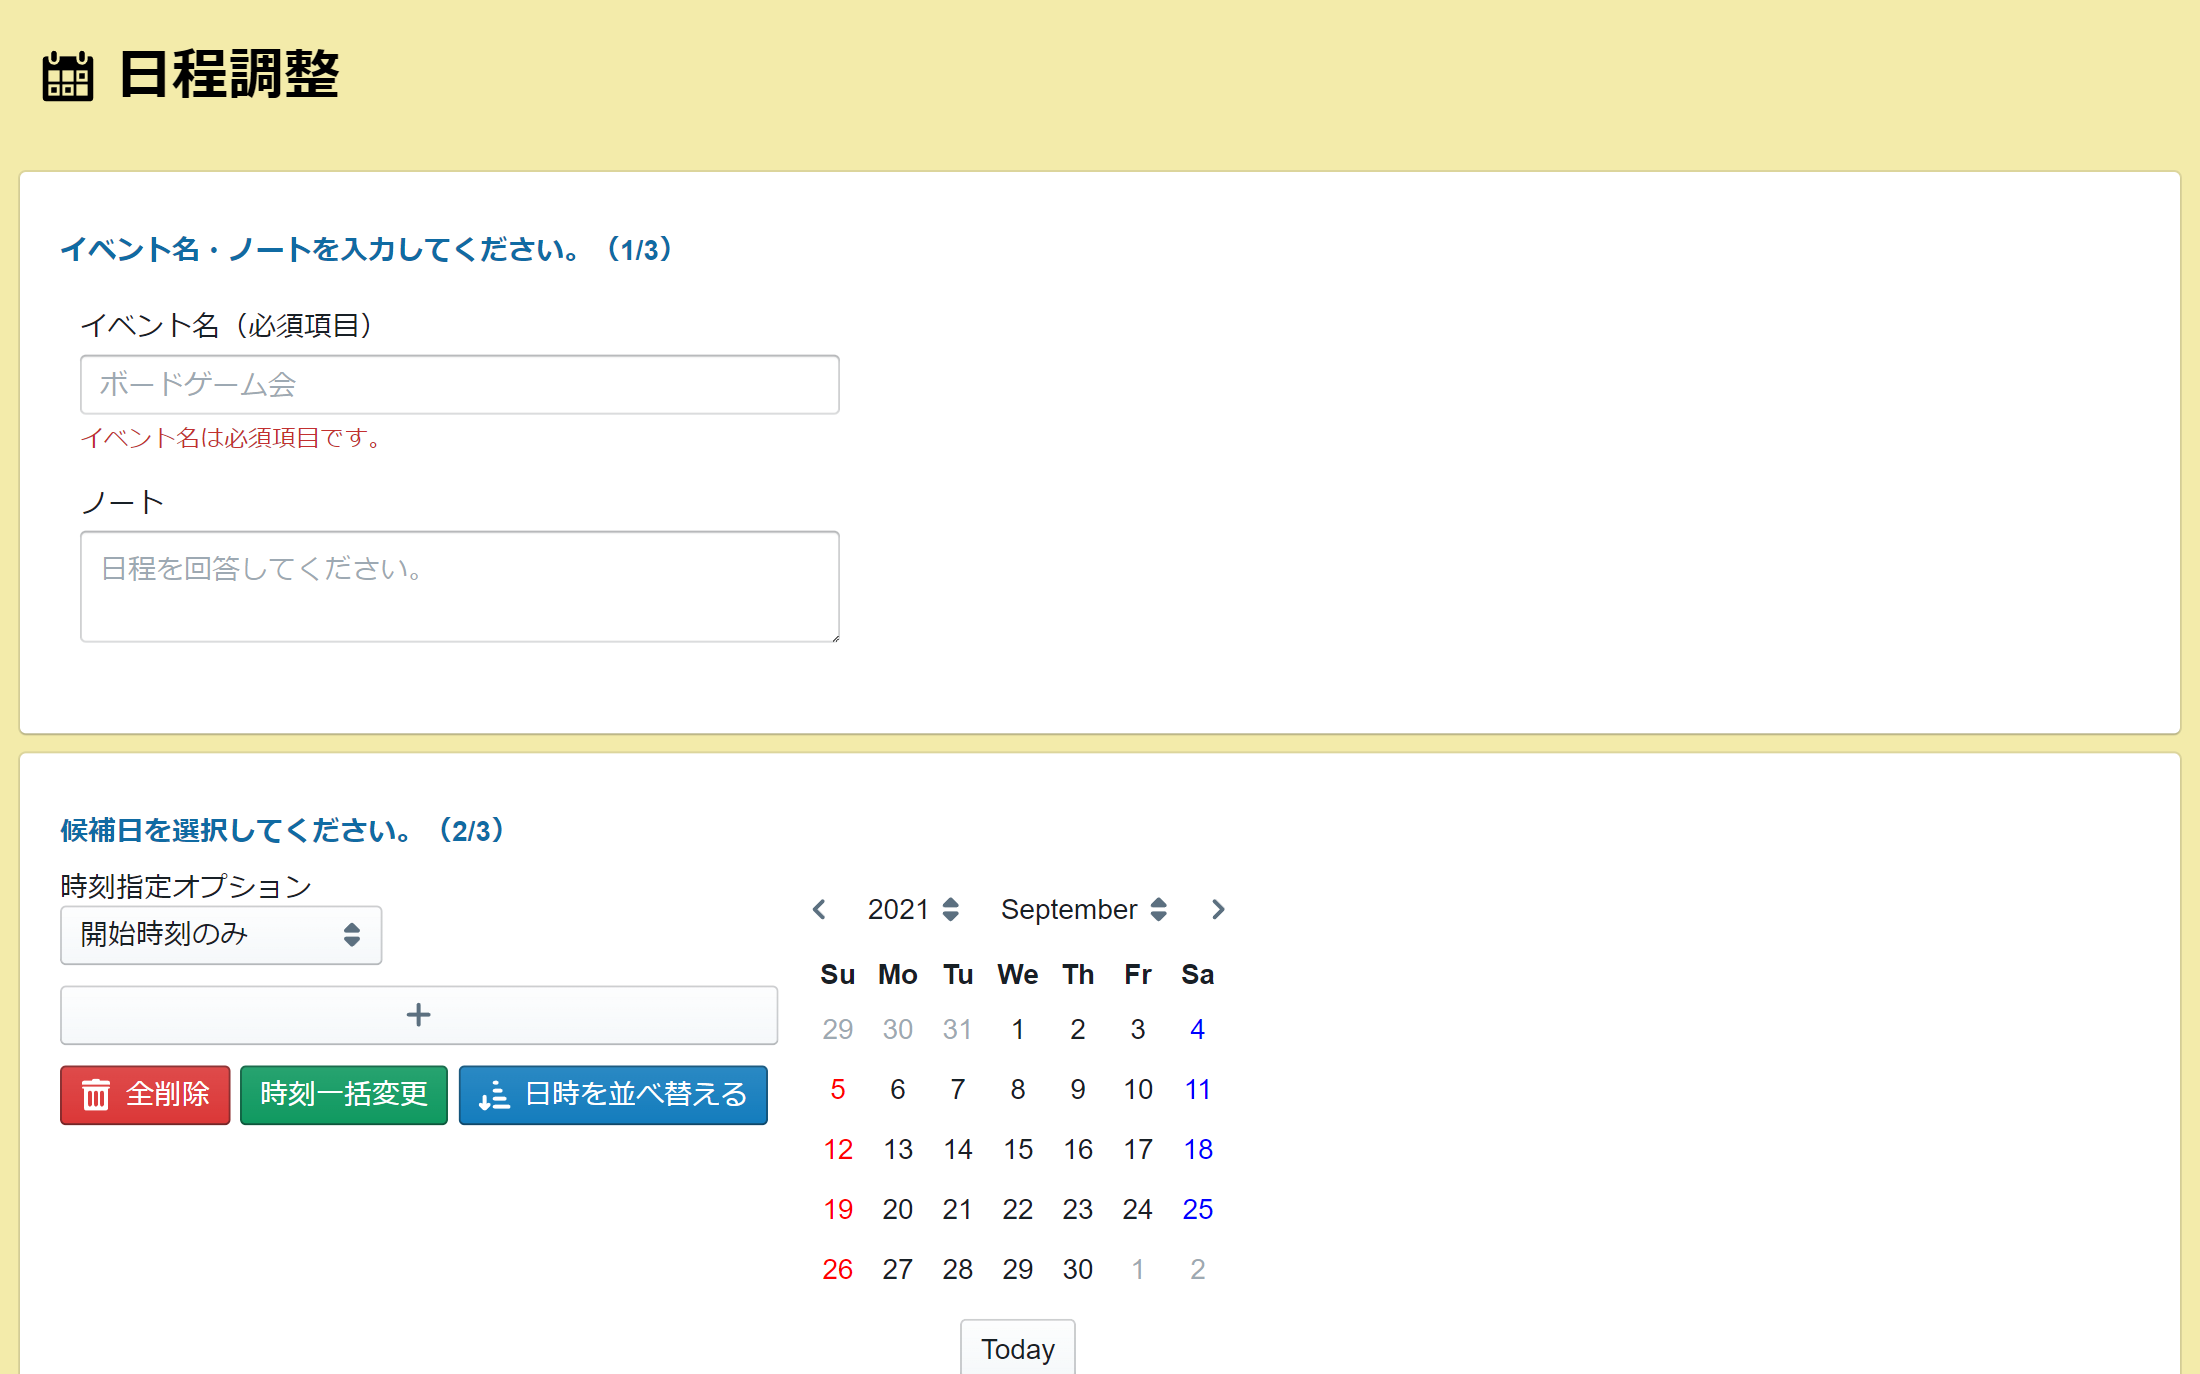 日程調整
イベント名・ノートを入力してください。（1/3）
イベント名（必須項目）
ボードゲーム会
イベント名は必須項目です。
ノート
日程を回答してください。
候補日を選択してください。（2/3）
時刻指定オプション
開始時刻のみ
+
全削除 時刻一括変更 日時を並べ替える
2021 September
Su Mo Tu We Th Fr Sa
29 30 31 1 2 3 4
5 6 7 8 9 10 11
12 13 14 15 16 17 18
19 20 21 22 23 24 25
26 27 28 29 30 1 2
Today